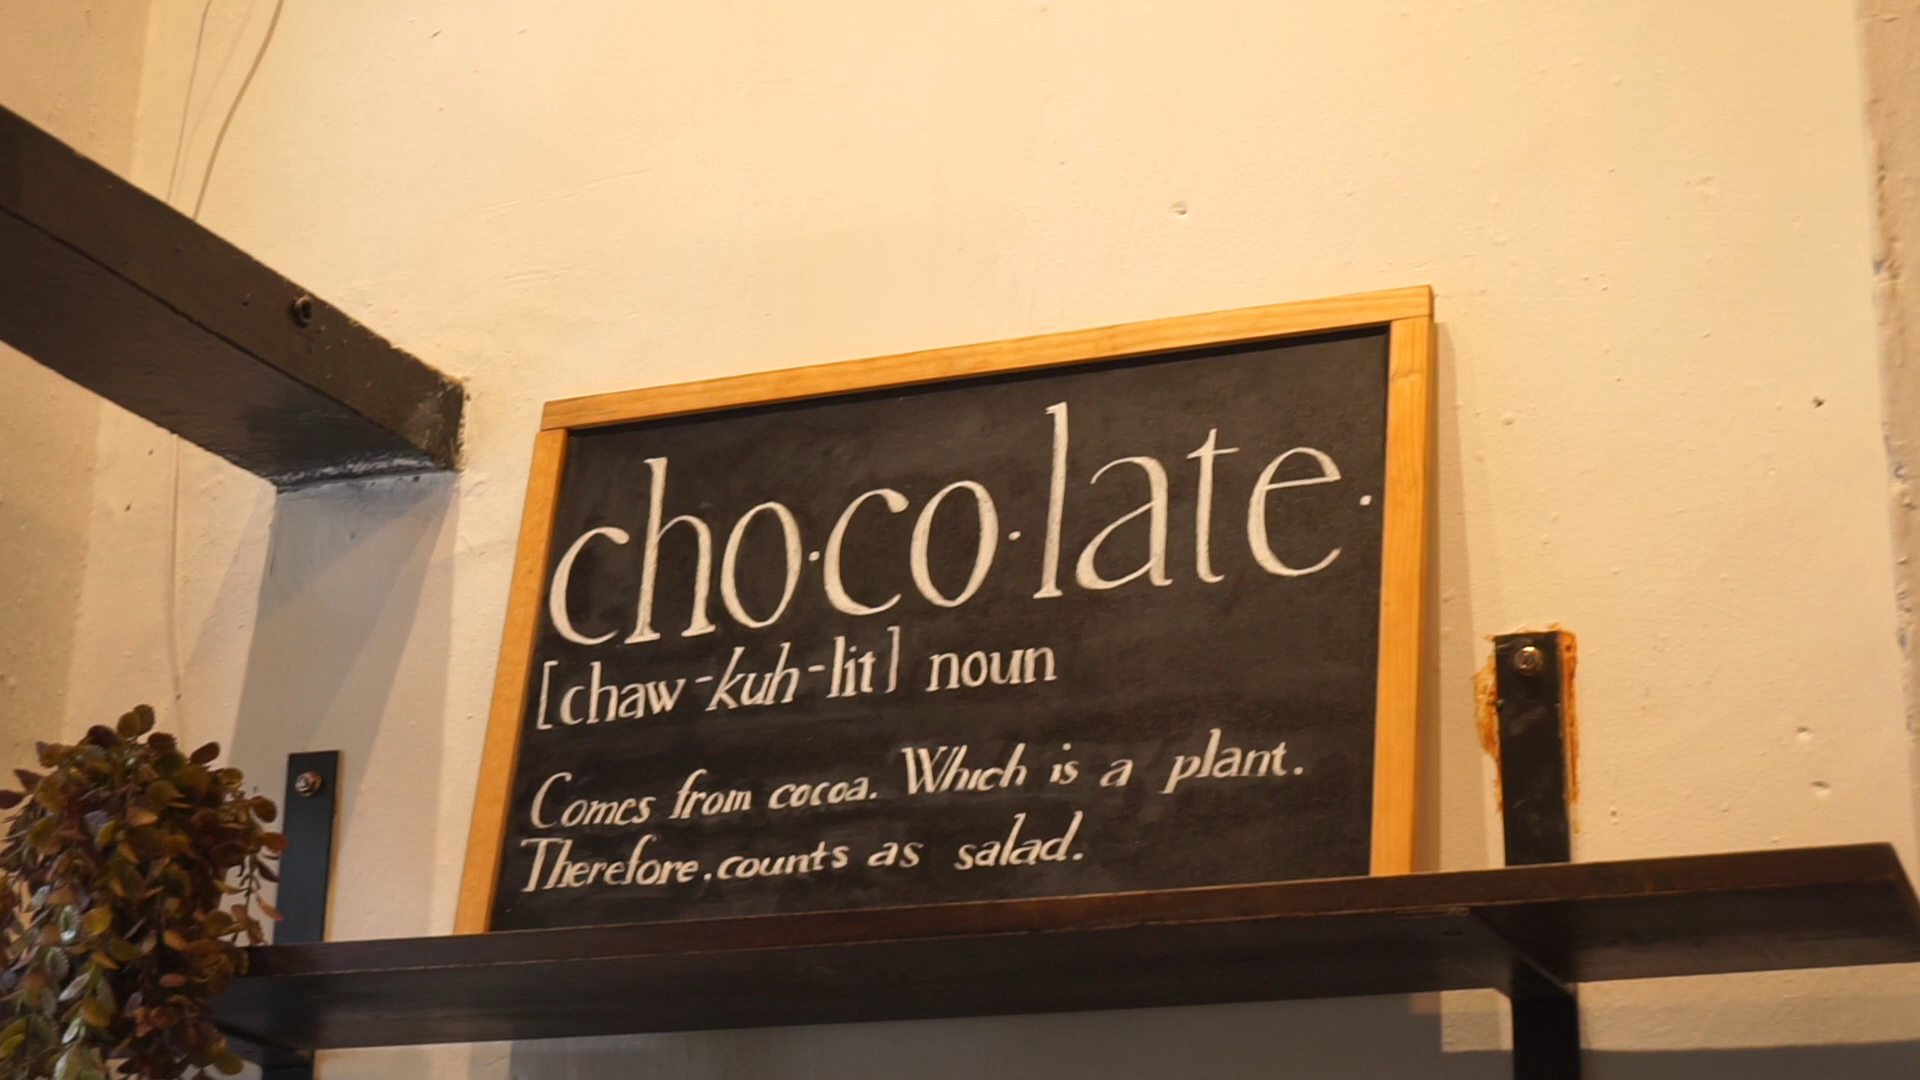 cho·co·late·
[chaw-kuh-lit] noun
Comes from cocoa. Which is a plant.
Therefore, counts as salad.